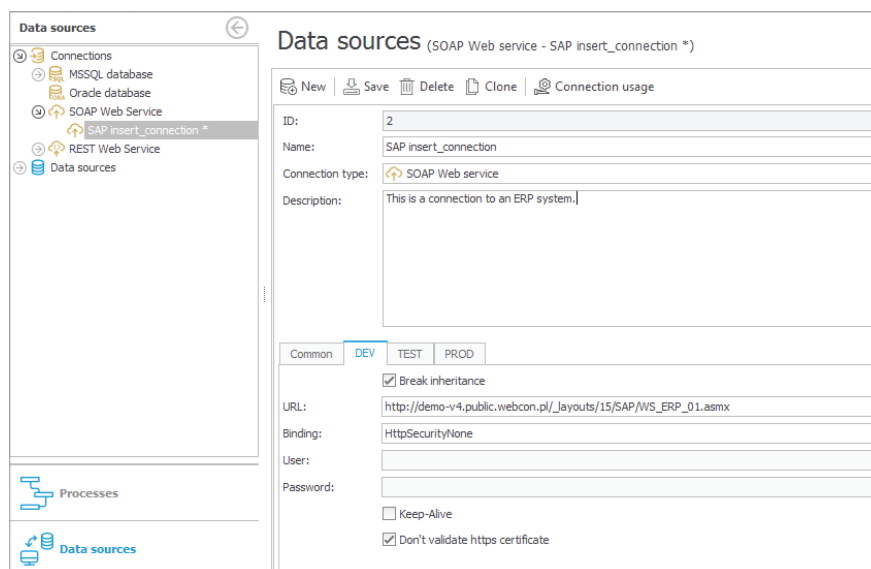 Data sources
Connections
MSSQL database
Oracle database
SOAP Web Service
SAP insert_connection *
REST Web Service
Data sources
Processes
Data sources
Data sources (SOAP Web service - SAP insert_connection *)
New Save Delete Clone Connection usage
ID: 2
Name: SAP insert_connection
Connection type: SOAP Web service
Description: This is a connection to an ERP system.
Common DEV TEST PROD
Break inheritance
URL: http://demo-v4.public.webcon.pl/_layouts/15/SAP/WS_ERP_01.asmx
Binding: HttpSecurityNone
User:
Password:
Keep-Alive
Don't validate https certificate